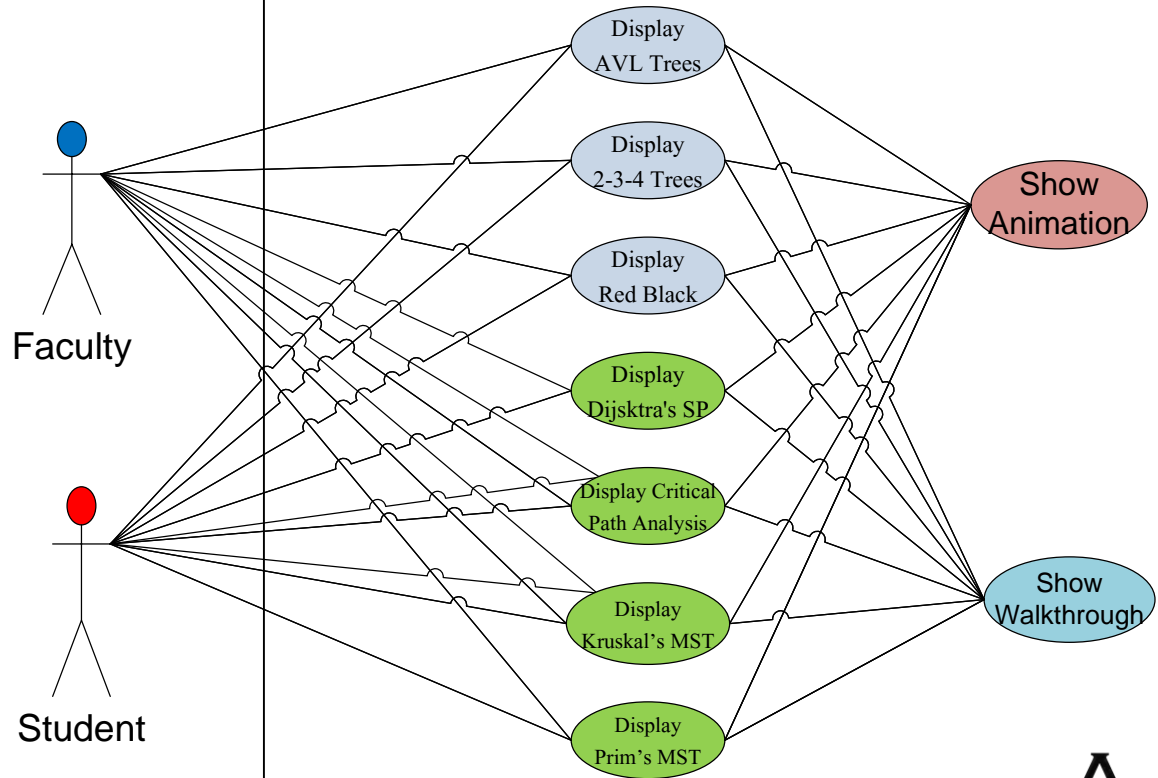 Display
AVL Trees
Display
2-3-4 Trees
Show
Animation
Display
Red Black
Faculty
Display
Dijsktra's SP
Display Critical
Path Analysis
Show
Walkthrough
Display
Kruskal’s MST
Student
Display
Prim’s MST
A